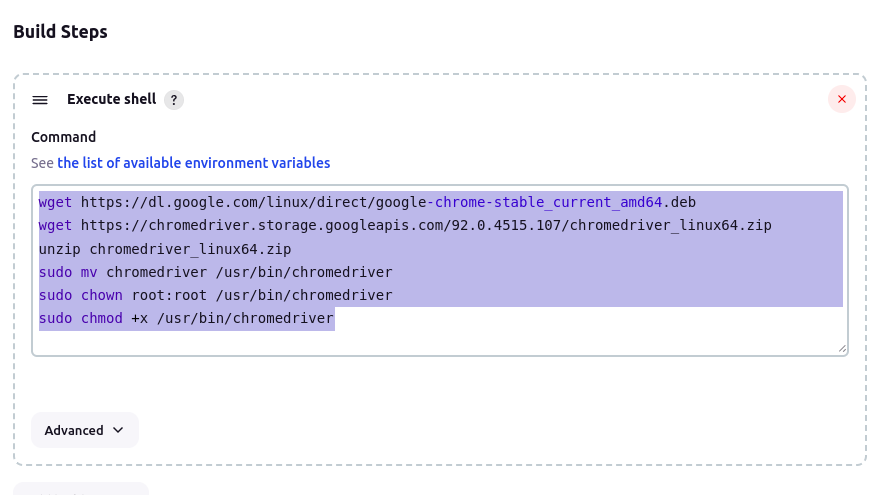 Build Steps
Execute shell ?
Command
See the list of available environment variables
wget https://dl.google.com/linux/direct/google-chrome-stable_current_amd64.deb
wget https://chromedriver.storage.googleapis.com/92.0.4515.107/chromedriver_linux64.zip
unzip chromedriver_linux64.zip
sudo mv chromedriver /usr/bin/chromedriver
sudo chown root:root /usr/bin/chromedriver
sudo chmod +x /usr/bin/chromedriver
Advanced